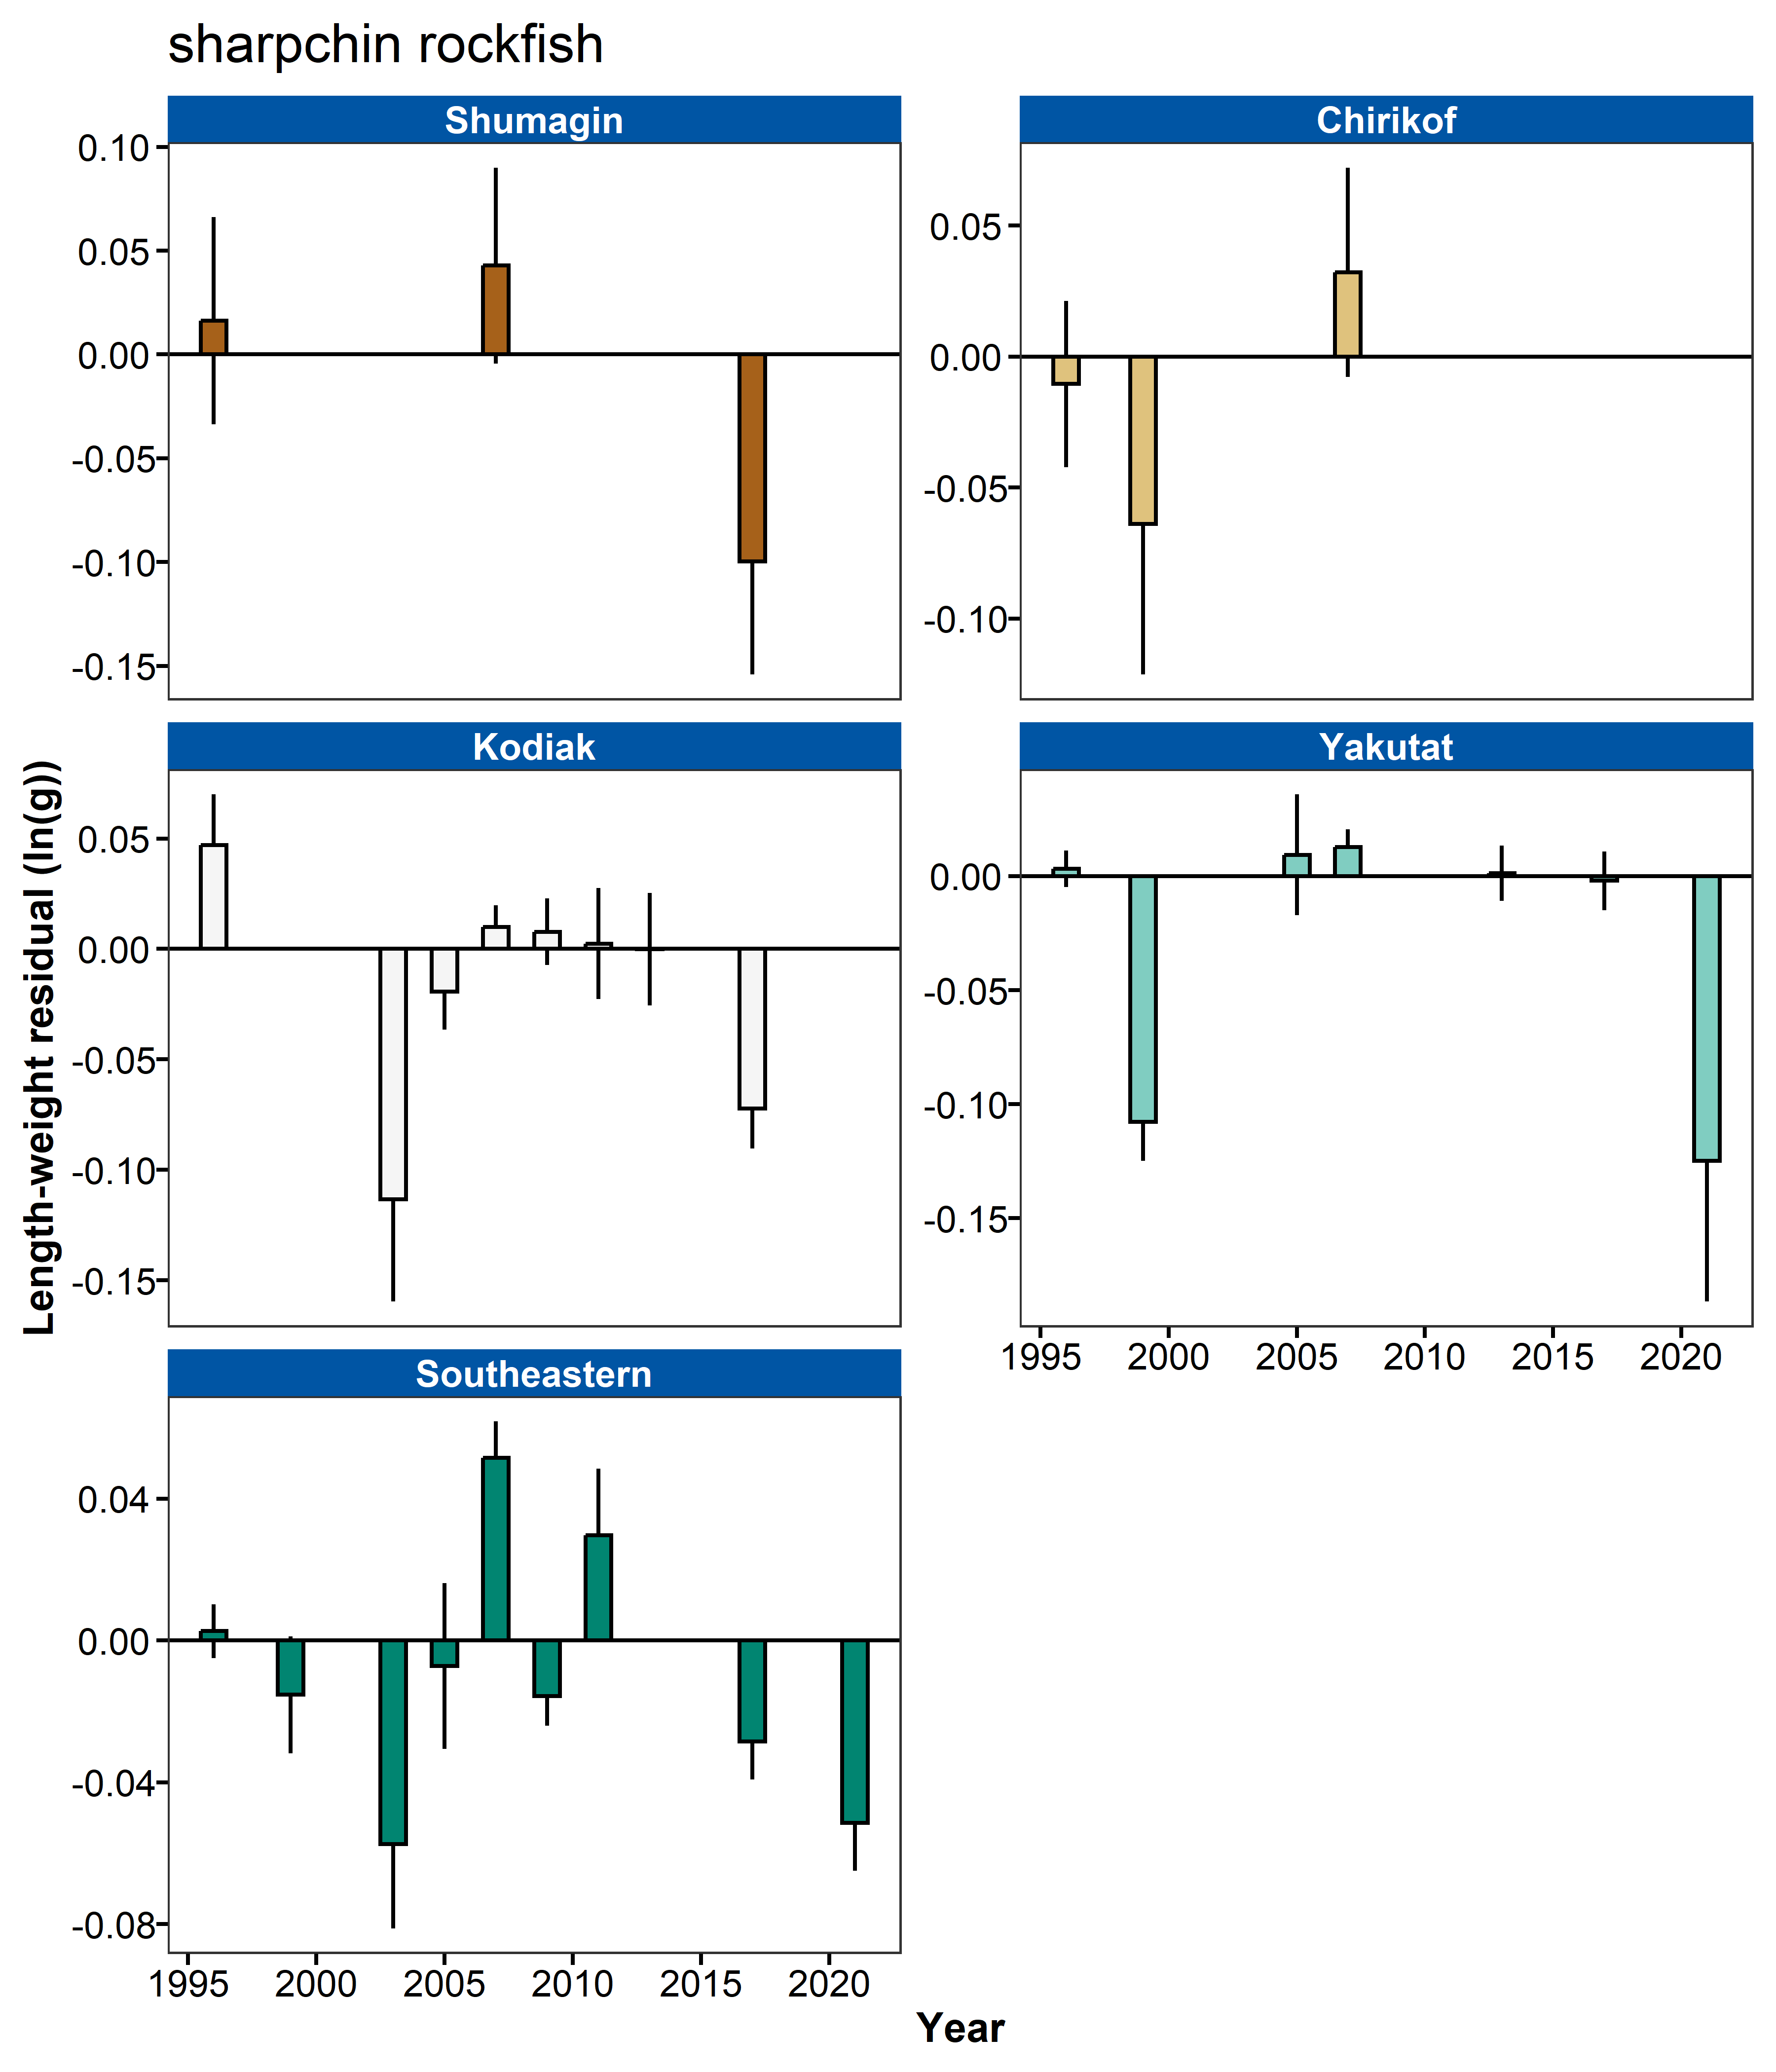 sharpchin rockfish
Shumagin
0.10
0.05
0.00
-0.05
-0.10
-0.15
Chirikof
0.05
0.00
-0.05
-0.10
Length-weight residual (ln(g))
Kodiak
0.05
0.00
-0.05
-0.10
-0.15
Yakutat
0.00
-0.05
-0.10
-0.15
1995 2000 2005 2010 2015 2020
Southeastern
0.04
0.00
-0.04
-0.08
1995 2000 2005 2010 2015 2020
Year